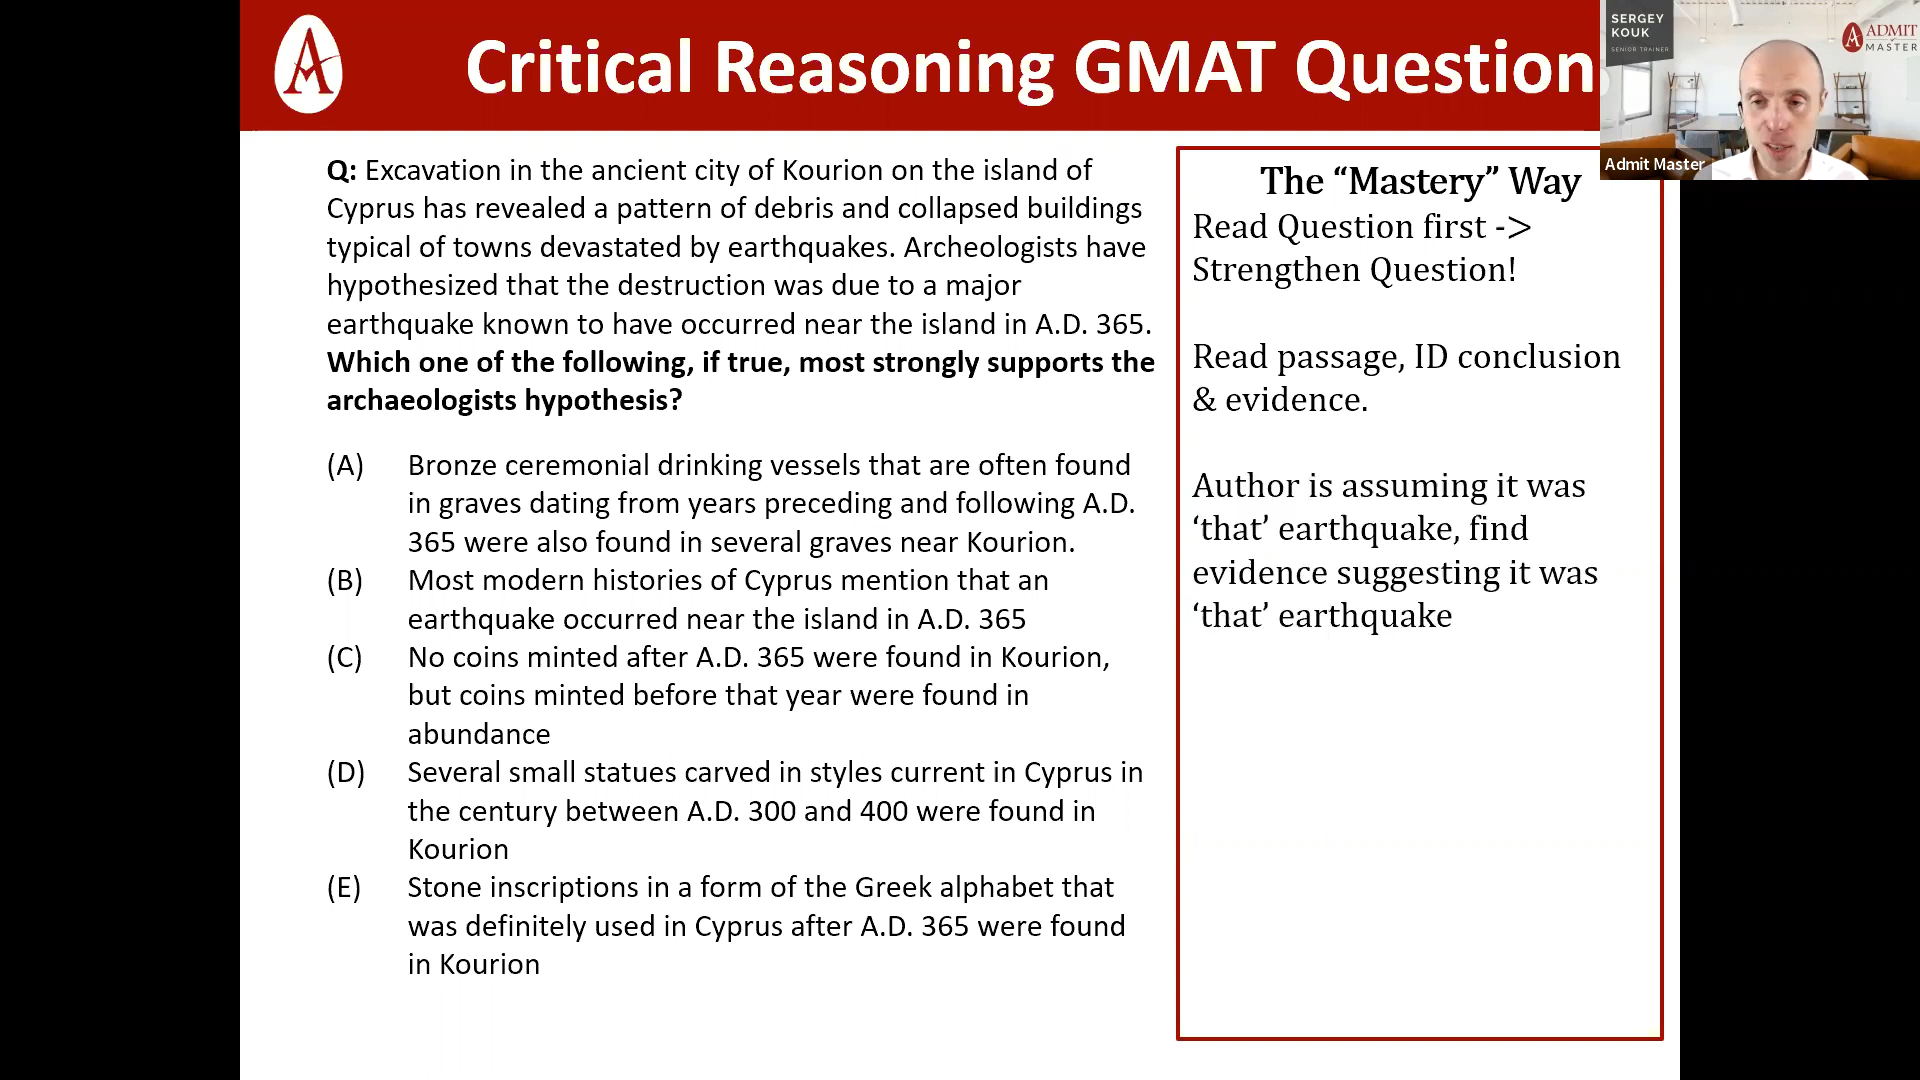 Critical Reasoning GMAT Question
SERGEY
KOUK
SENIOR TRAINER
ADMIT
MASTER
Admit Master
Q: Excavation in the ancient city of Kourion on the island of
Cyprus has revealed a pattern of debris and collapsed buildings
typical of towns devastated by earthquakes. Archeologists have
hypothesized that the destruction was due to a major
earthquake known to have occurred near the island in A.D. 365.
Which one of the following, if true, most strongly supports the
archaeologists hypothesis?
(A) Bronze ceremonial drinking vessels that are often found
in graves dating from years preceding and following A.D.
365 were also found in several graves near Kourion.
(B) Most modern histories of Cyprus mention that an
earthquake occurred near the island in A.D. 365
(C) No coins minted after A.D. 365 were found in Kourion,
but coins minted before that year were found in
abundance
(D) Several small statues carved in styles current in Cyprus in
the century between A.D. 300 and 400 were found in
Kourion
(E) Stone inscriptions in a form of the Greek alphabet that
was definitely used in Cyprus after A.D. 365 were found
in Kourion
The “Mastery” Way
Read Question first ->
Strengthen Question!
Read passage, ID conclusion
& evidence.
Author is assuming it was
‘that’ earthquake, find
evidence suggesting it was
‘that’ earthquake